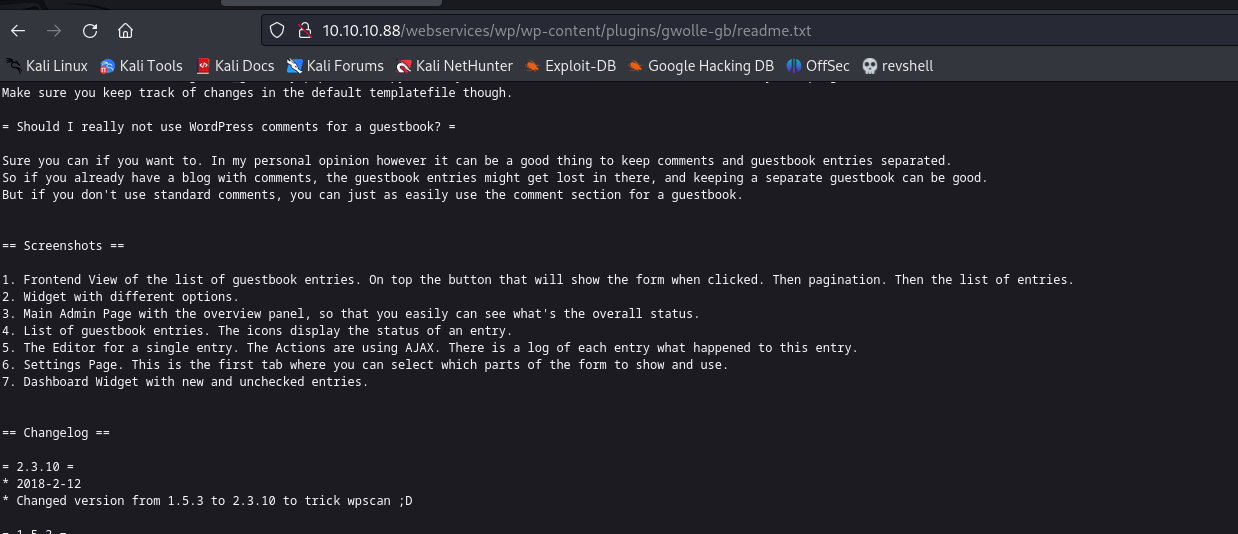 10.10.10.88/webservices/wp/wp-content/plugins/gwolle-gb/readme.txt
Kali Linux Kali Tools Kali Docs Kali Forums Kali NetHunter Exploit-DB Google Hacking DB OffSec revshell
Make sure you keep track of changes in the default templatefile though.
= Should I really not use WordPress comments for a guestbook? =
Sure you can if you want to. In my personal opinion however it can be a good thing to keep comments and guestbook entries separated.
So if you already have a blog with comments, the guestbook entries might get lost in there, and keeping a separate guestbook can be good.
But if you don't use standard comments, you can just as easily use the comment section for a guestbook.
== Screenshots ==
1. Frontend View of the list of guestbook entries. On top the button that will show the form when clicked. Then pagination. Then the list of entries.
2. Widget with different options.
3. Main Admin Page with the overview panel, so that you easily can see what's the overall status.
4. List of guestbook entries. The icons display the status of an entry.
5. The Editor for a single entry. The Actions are using AJAX. There is a log of each entry what happened to this entry.
6. Settings Page. This is the first tab where you can select which parts of the form to show and use.
7. Dashboard Widget with new and unchecked entries.
== Changelog ==
= 2.3.10 =
* 2018-2-12
* Changed version from 1.5.3 to 2.3.10 to trick wpscan ;D
= 1.5.3 =